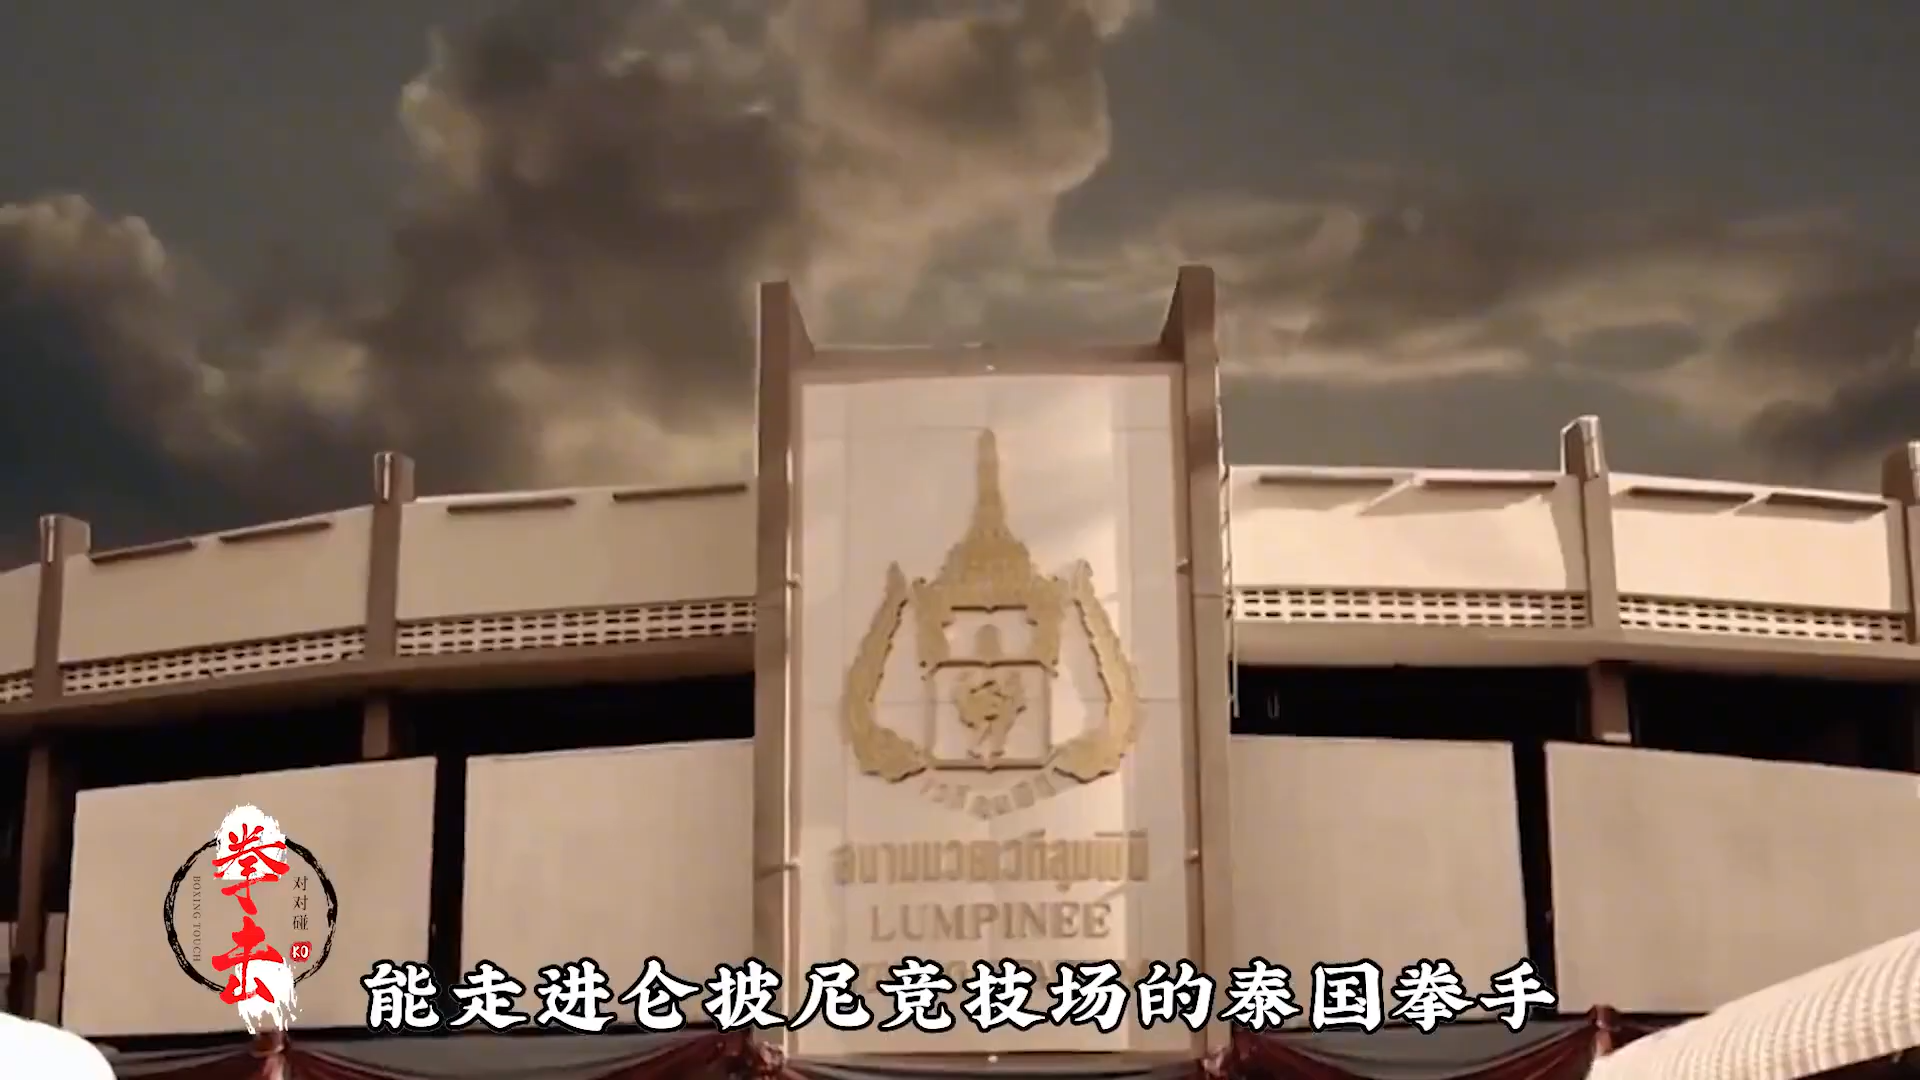 สนามมวยเวทีลุมพินี
LUMPINEE
拳击
对对碰
BOXING TOUCH
KO
能走进仑披尼竞技场的泰国拳手